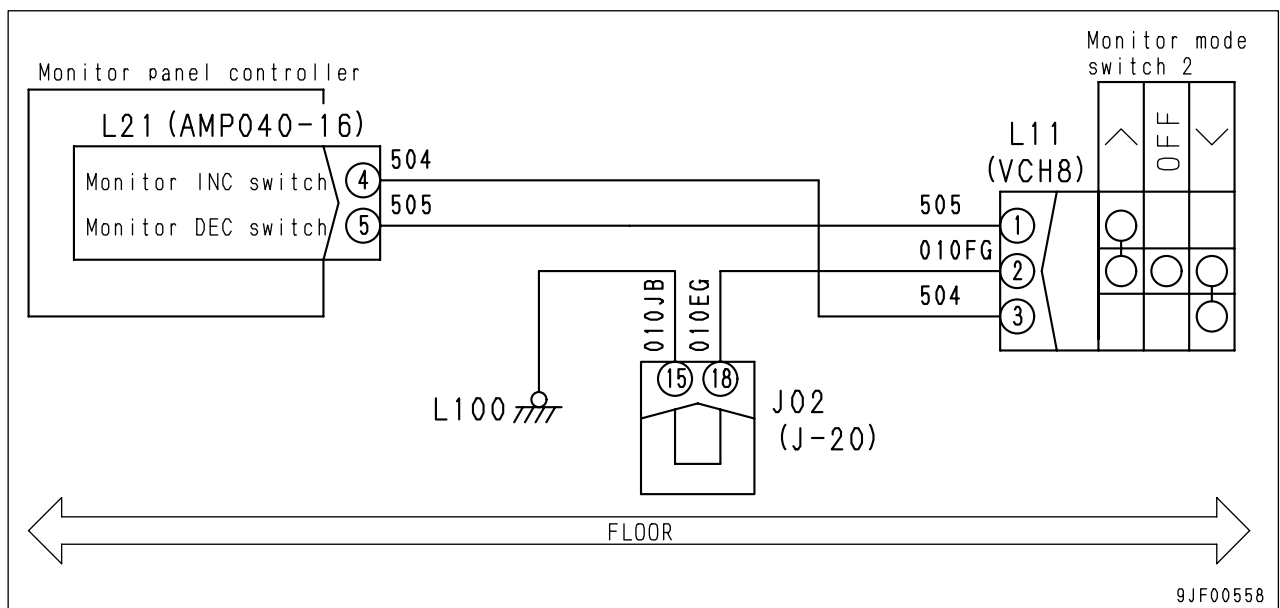 Monitor mode
switch 2
Monitor panel controller
L21 (AMP040-16)
Monitor INC switch 4 504
Monitor DEC switch 5 505
L11
(VCH8)
OFF
505 1
010FG 2
504 3
010JB
010EG
15 18
L100
J02
(J-20)
FLOOR
9JF00558